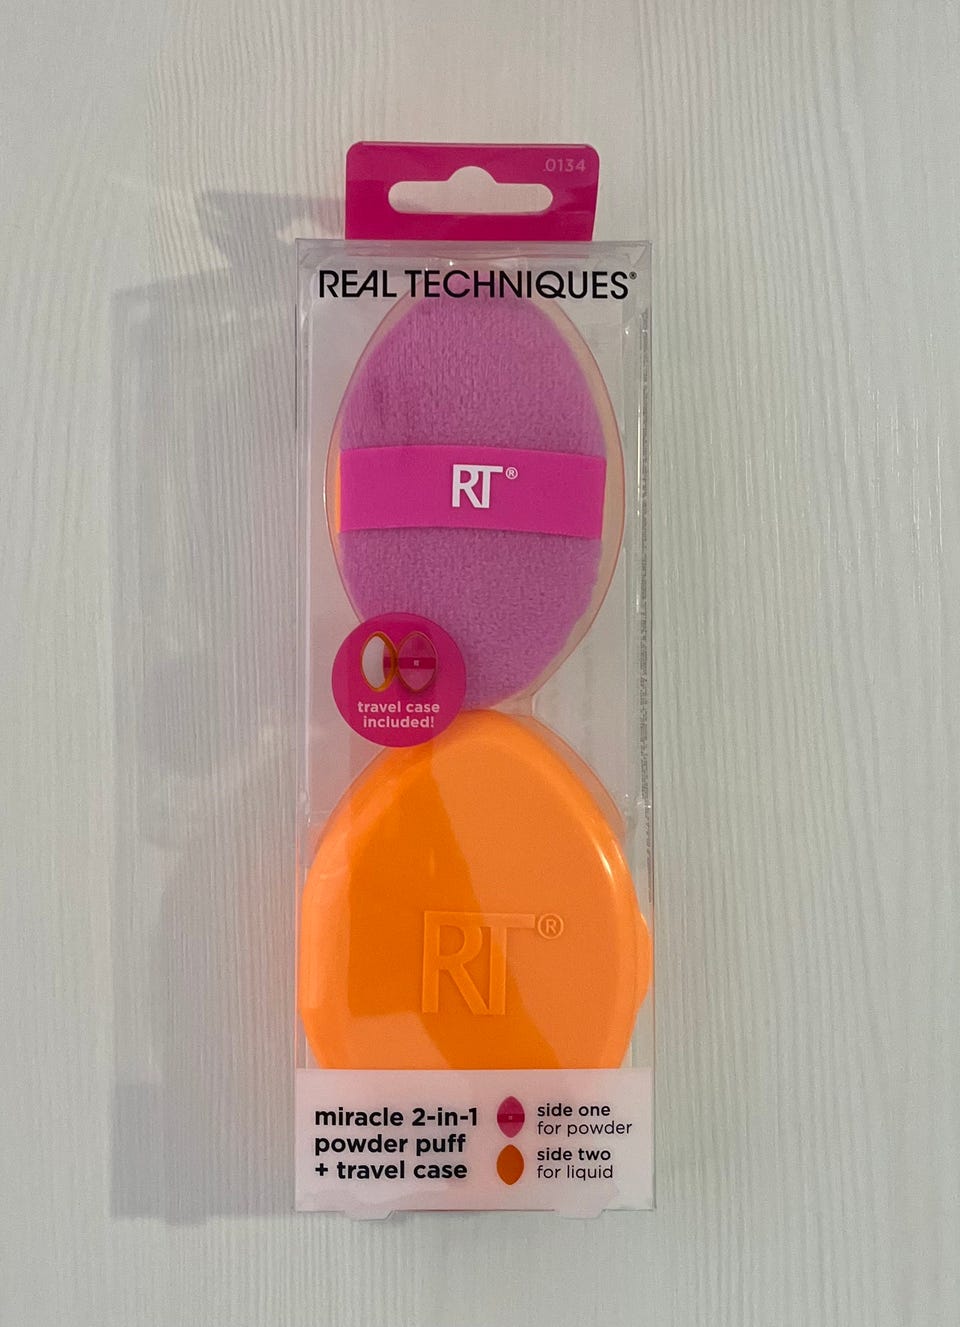 .0134
REAL TECHNIQUES®
RT®
RT
travel case
included!
RT®
miracle 2-in-1
powder puff
+ travel case
side one
for powder
side two
for liquid